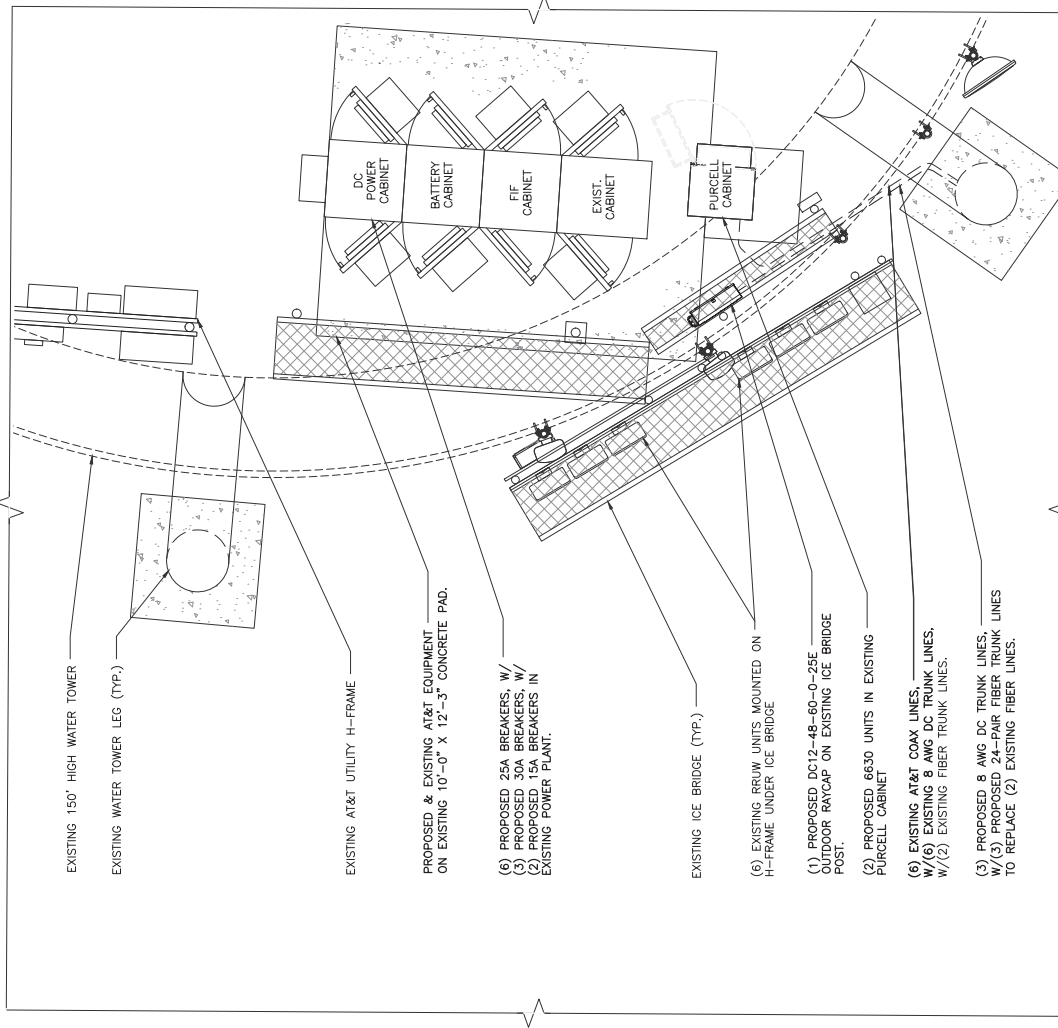 EXISTING 150' HIGH WATER TOWER
EXISTING WATER TOWER LEG (TYP.)
EXISTING AT&T UTILITY H-FRAME
PROPOSED & EXISTING AT&T EQUIPMENT
ON EXISTING 10'-0" X 12'-3" CONCRETE PAD.
(6) PROPOSED 25A BREAKERS, W/
(3) PROPOSED 30A BREAKERS, W/
(2) PROPOSED 15A BREAKERS IN
EXISTING POWER PLANT.
EXISTING ICE BRIDGE (TYP.)
(6) EXISTING RRUW UNITS MOUNTED ON
H-FRAME UNDER ICE BRIDGE
(1) PROPOSED DC12-48-60-0-25E
OUTDOOR RAYCAP ON EXISTING ICE BRIDGE
POST.
(2) PROPOSED 6630 UNITS IN EXISTING
PURCELL CABINET
(6) EXISTING AT&T COAX LINES,
W/(6) EXISTING 8 AWG DC TRUNK LINES,
W/(2) EXISTING FIBER TRUNK LINES.
(3) PROPOSED 8 AWG DC TRUNK LINES,
W/(3) PROPOSED 24-PAIR FIBER TRUNK LINES
TO REPLACE (2) EXISTING FIBER LINES.
DC
POWER
CABINET
BATTERY
CABINET
FIF
CABINET
EXIST.
CABINET
PURCELL
CABINET